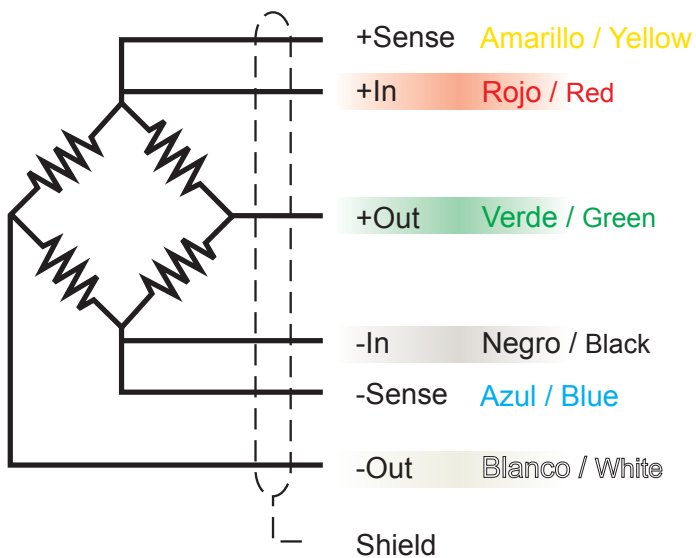 +Sense Amarillo / Yellow
+In Rojo / Red
+Out Verde / Green
-In Negro / Black
-Sense Azul / Blue
-Out Blanco / White
Shield